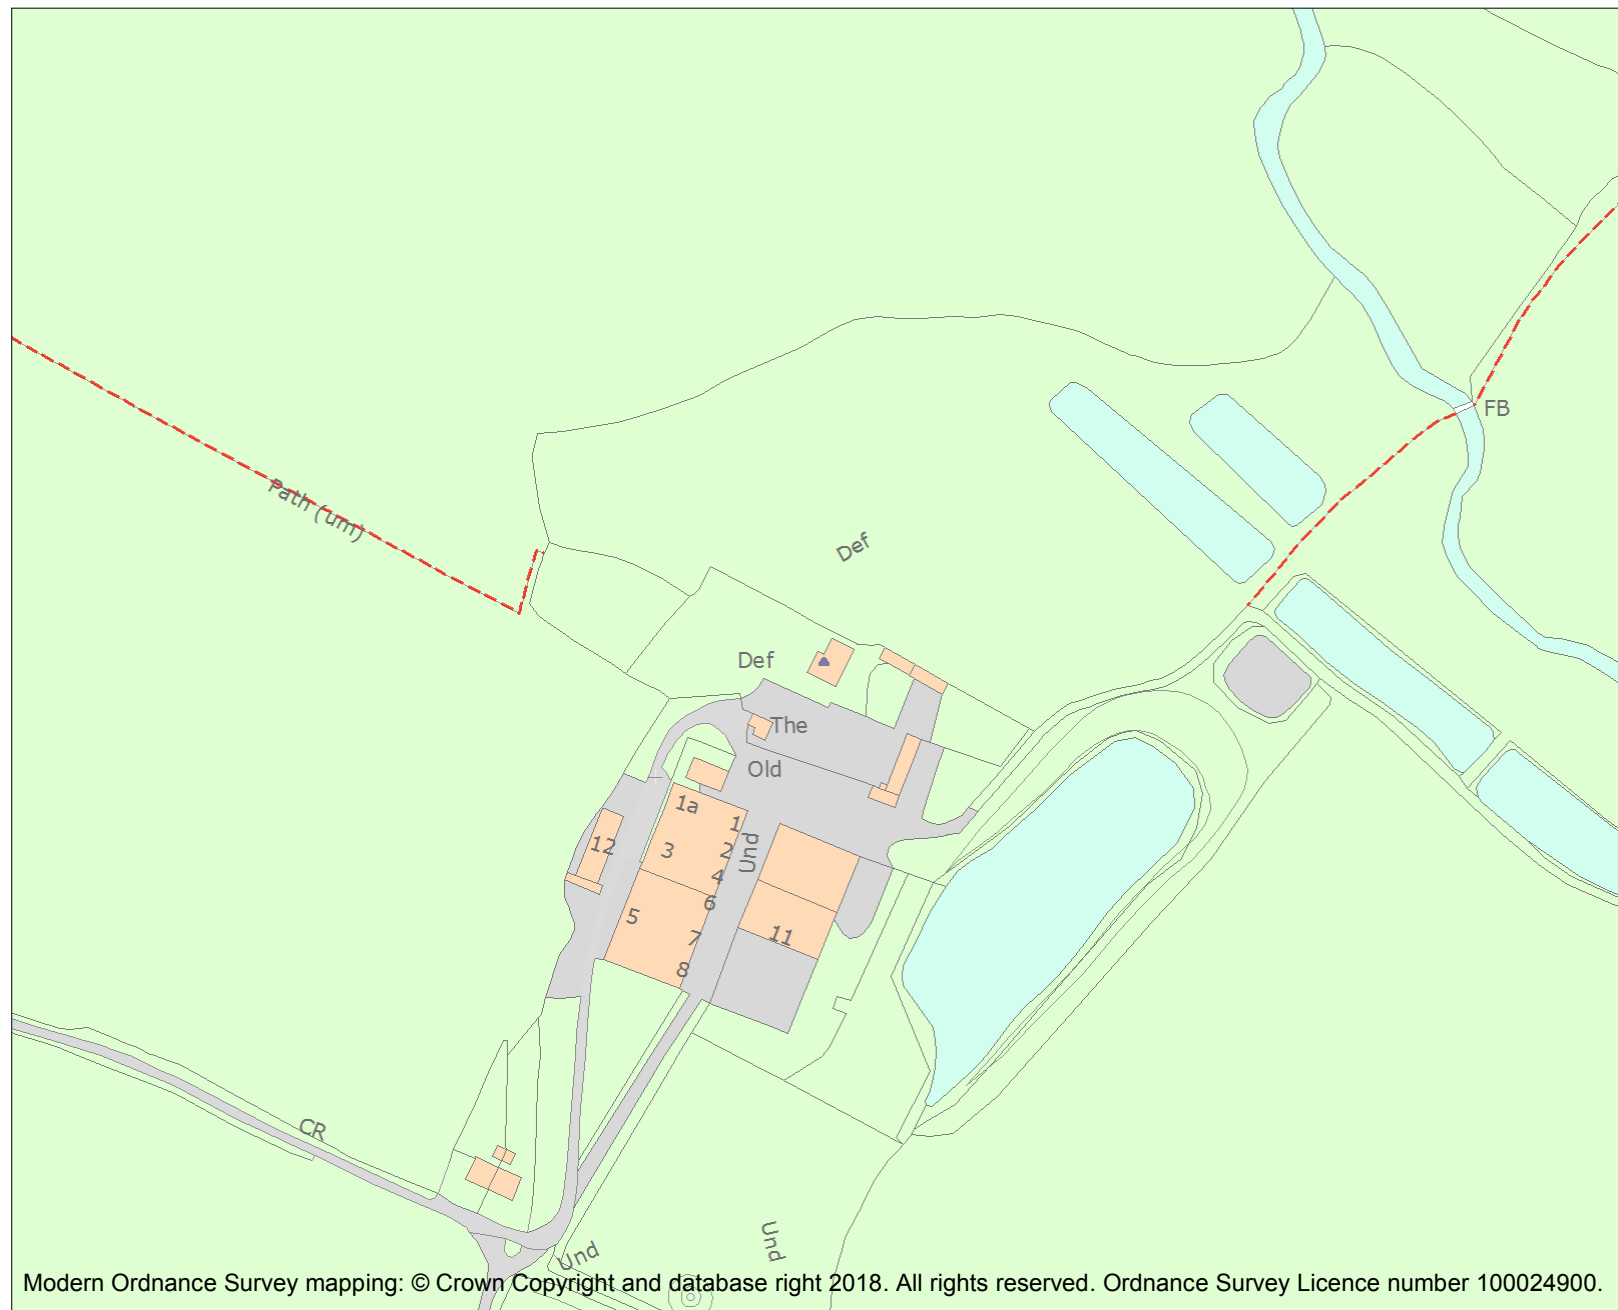 FB
Path (um)
Def
Def
The
Old
1a
1
12
3
2
Und
4
6
5
11
7
8
CR
Und
Und
Modern Ordnance Survey mapping: © Crown Copyright and database right 2018. All rights reserved. Ordnance Survey Licence number 100024900.